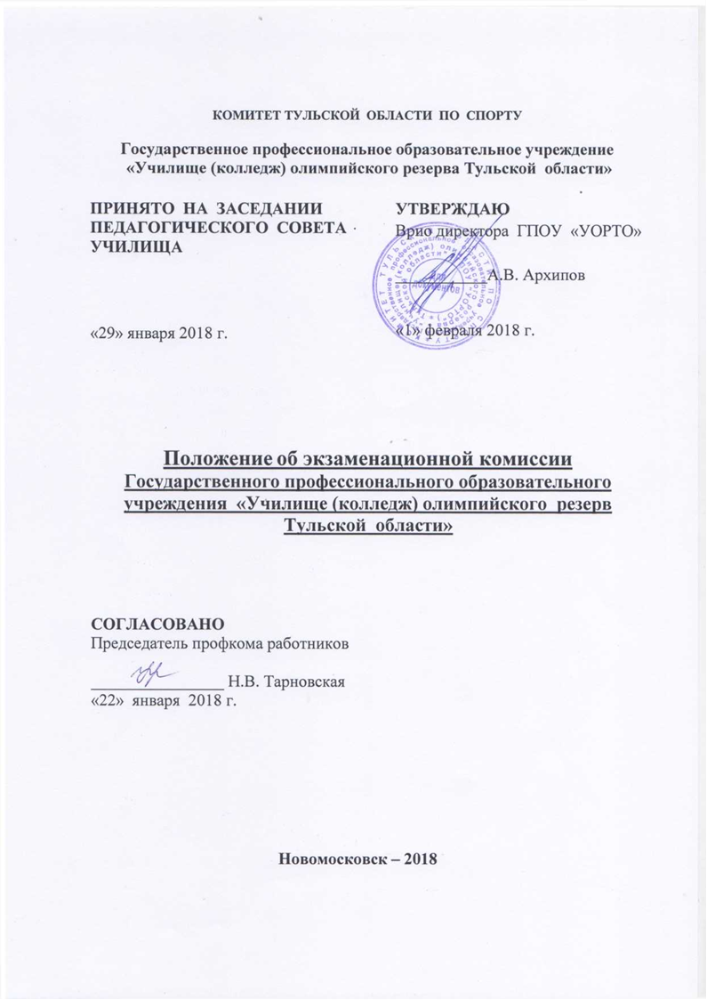 КОМИТЕТ ТУЛЬСКОЙ ОБЛАСТИ ПО СПОРТУ
Государственное профессиональное образовательное учреждение
«Училище (колледж) олимпийского резерва Тульской области»
ПРИНЯТО НА ЗАСЕДАНИИ
ПЕДАГОГИЧЕСКОГО СОВЕТА
УЧИЛИЩА
«29» января 2018 г.
УТВЕРЖДАЮ
Врио директора ГПОУ «УОРТО»
А.В. Архипов
«1» февраля 2018 г.
Для
документов
Положение об экзаменационной комиссии
Государственного профессионального образовательного
учреждения «Училище (колледж) олимпийского резерв
Тульской области»
СОГЛАСОВАНО
Председатель профкома работников
Н.В. Тарновская
«22» января 2018 г.
Новомосковск – 2018